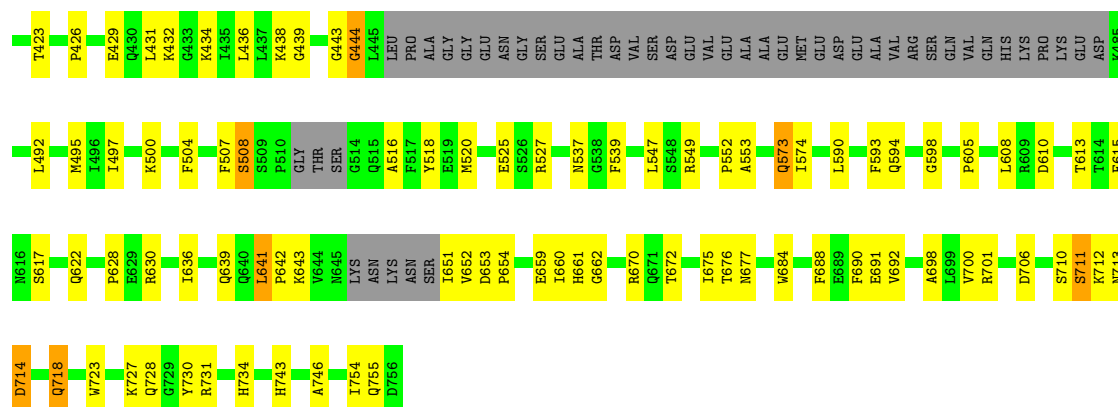 T423 P426 E429 Q430 L431 K432 G433 K434 I435 L436 L437 K438 G439 G443 G444 L445 LEU PRO ALA GLY GLY GLU ASN GLY SER GLU ALA THR ASP VAL SER ASP GLU VAL GLU ALA ALA GLU MET GLU ASP GLU ALA VAL ARG SER GLN VAL GLN HIS LYS PRO LYS GLU ASP K485
L492 M495 I496 I497 K500 F504 F507 S508 S509 P510 GLY THR SER G514 Q515 A516 F517 Y518 E519 M520 E525 S526 R527 N537 G538 F539 L547 S548 R549 P552 A553 Q573 I574 L590 F593 Q594 G598 P605 L608 R609 D610 T613 T614
N616 S617 Q622 P628 E629 R630 I636 Q639 Q640 L641 P642 K643 V644 N645 LYS ASN LYS ASN SER I651 V652 D653 P654 E659 I660 H661 G662 R670 Q671 T672 I675 T676 N677 W684 F688 E689 F690 E691 V692 A698 L699 V700 R701 D706 S710 S711 K712 N713
D714 Q718 W723 K727 Q728 G729 Y730 R731 H734 H743 A746 I754 Q755 D756